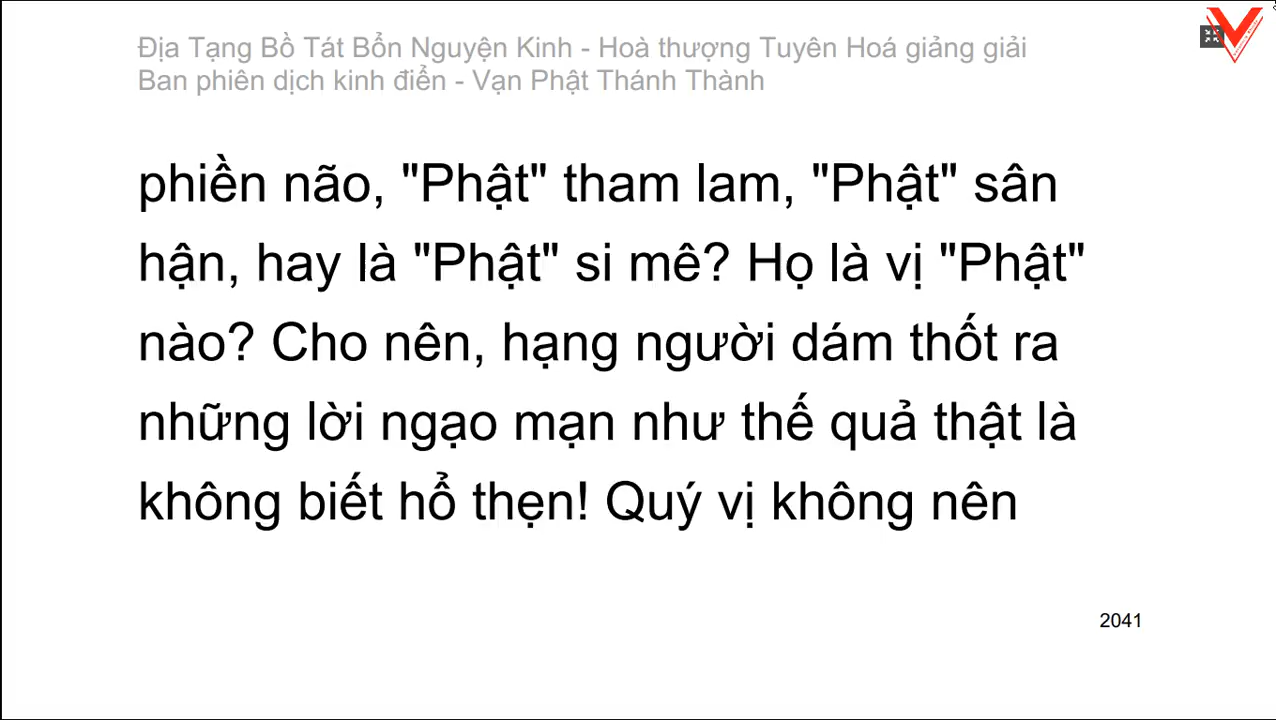 Địa Tạng Bồ Tát Bổn Nguyện Kinh - Hoà thượng Tuyên Hoá giảng giải
Ban phiên dịch kinh điển - Vạn Phật Thánh Thành
phiền não, "Phật" tham lam, "Phật" sân
hận, hay là "Phật" si mê? Họ là vị "Phật"
nào? Cho nên, hạng người dám thốt ra
những lời ngạo mạn như thế quả thật là
không biết hổ thẹn! Quý vị không nên
2041